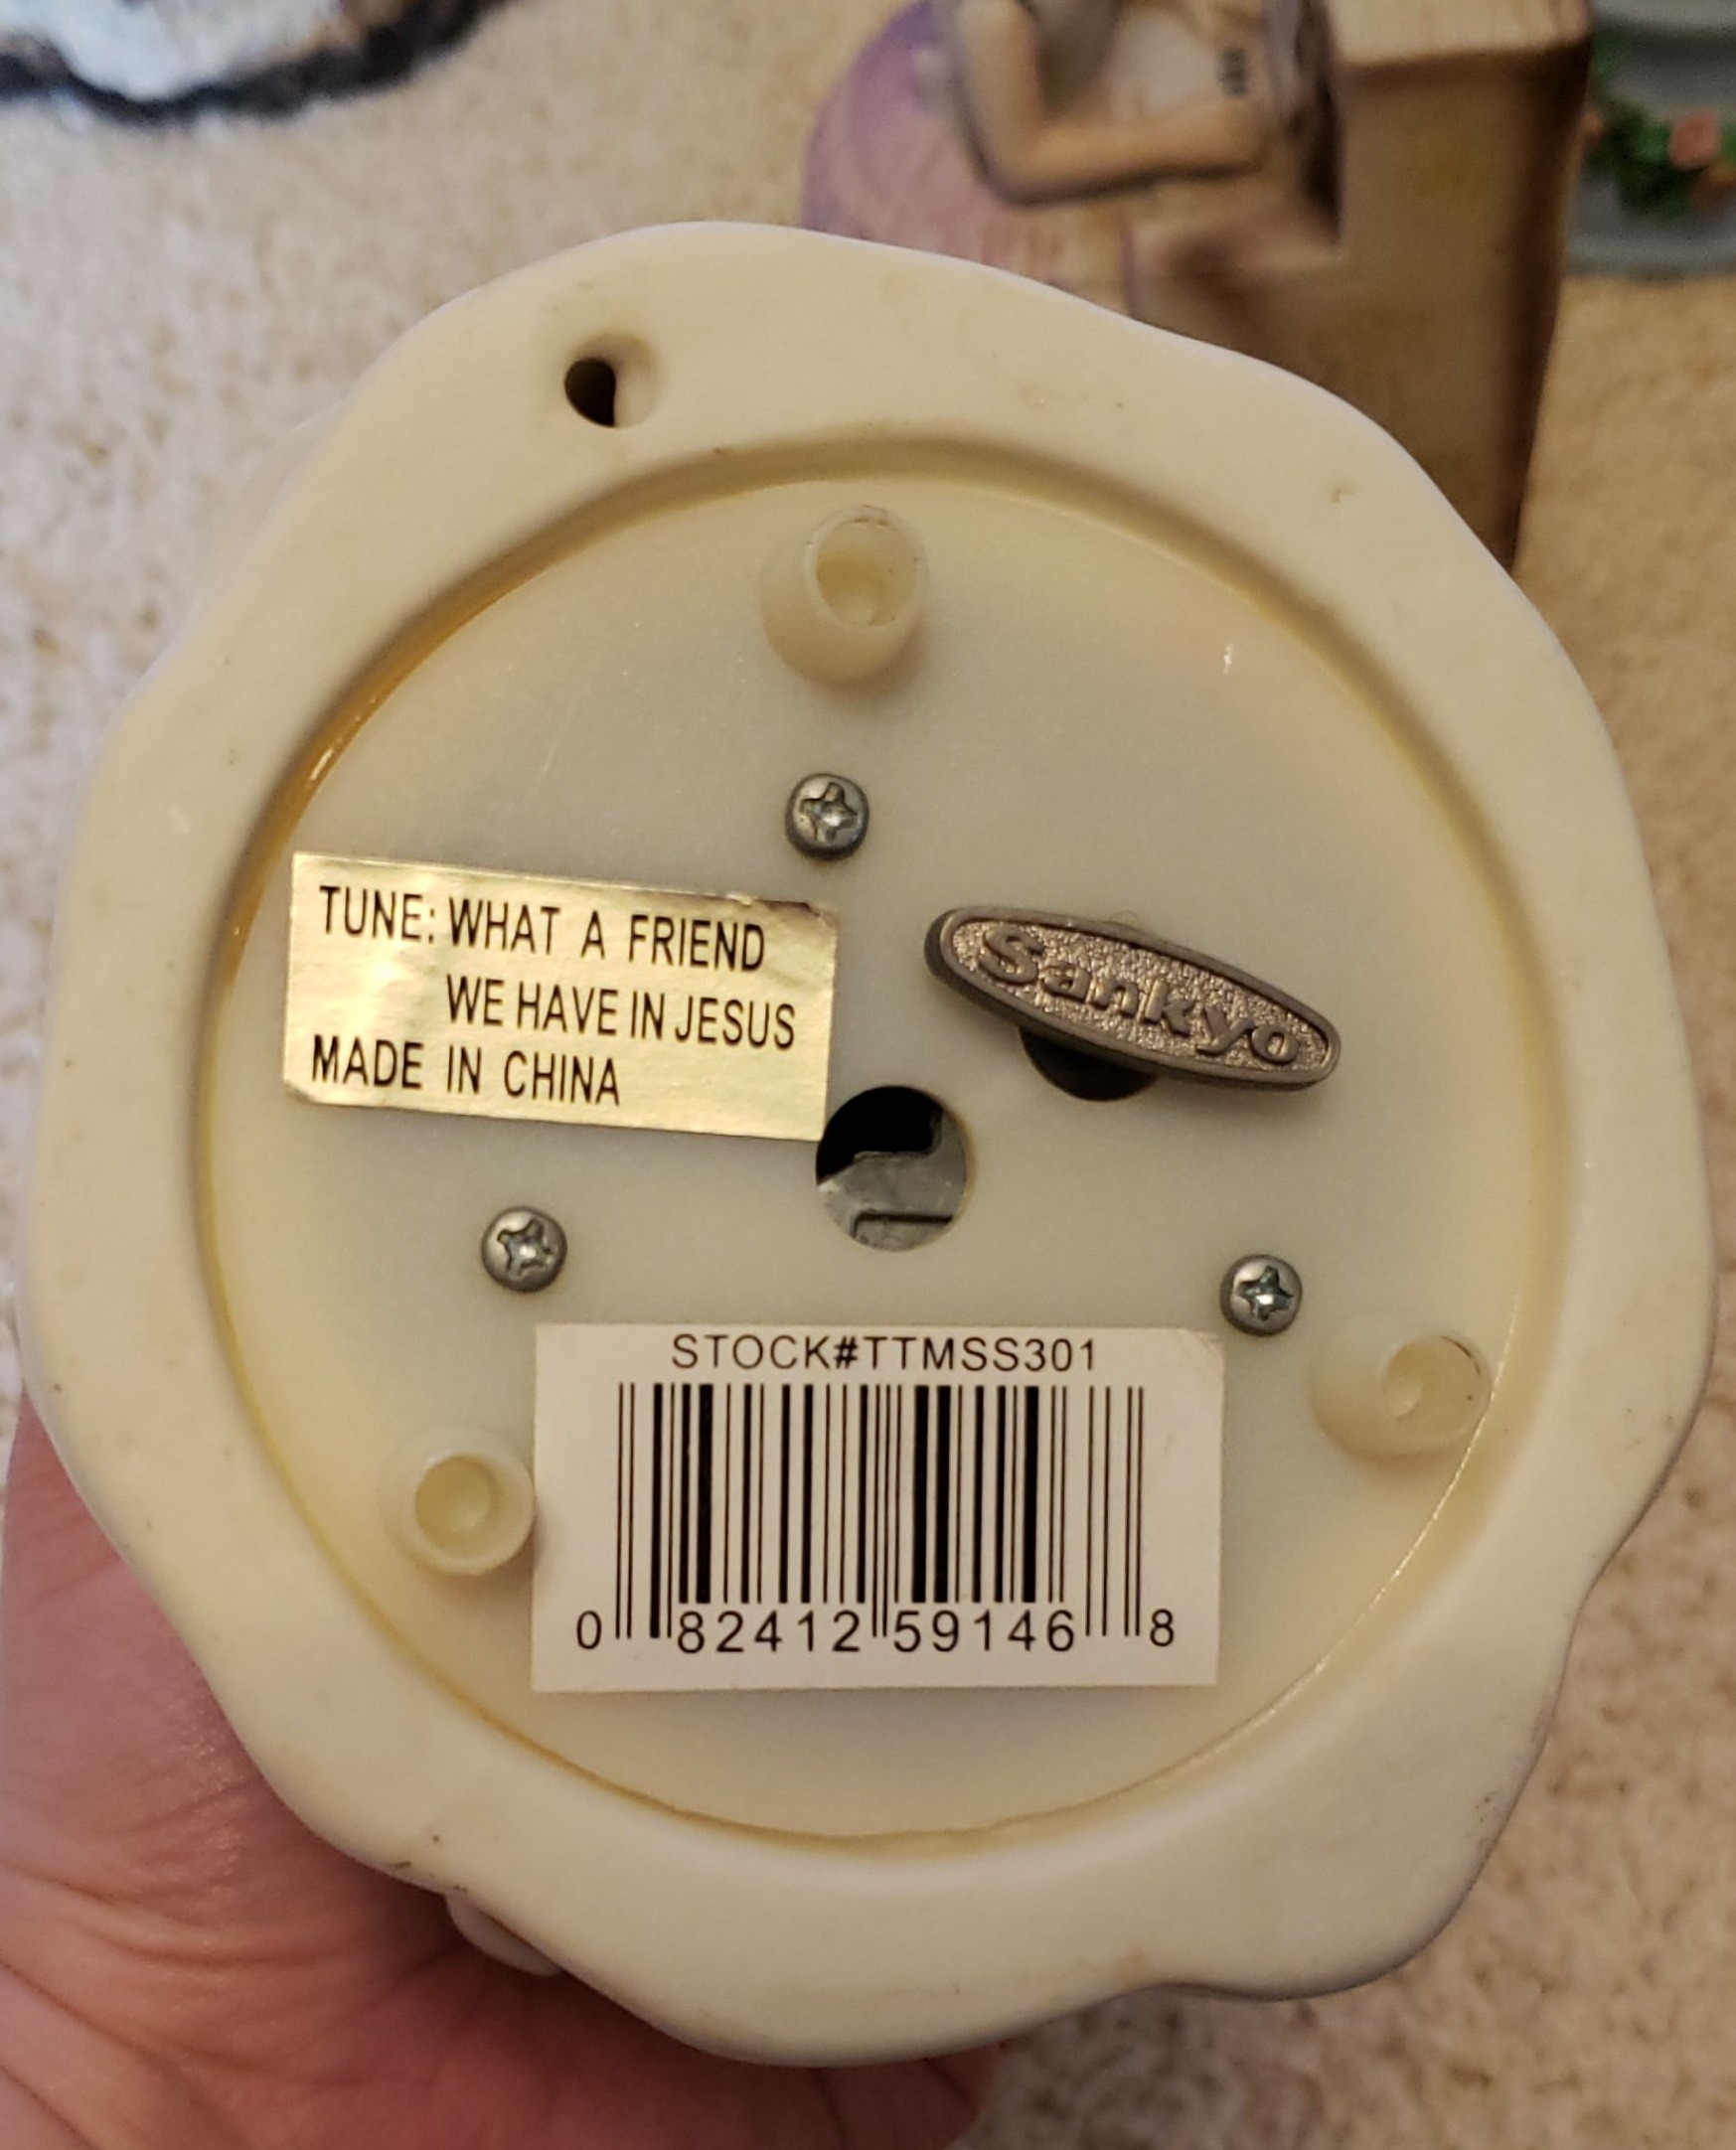 TUNE: WHAT A FRIEND
WE HAVE IN JESUS
MADE IN CHINA
Sankyo
STOCK#TTMSS301
0 82412 59146 8